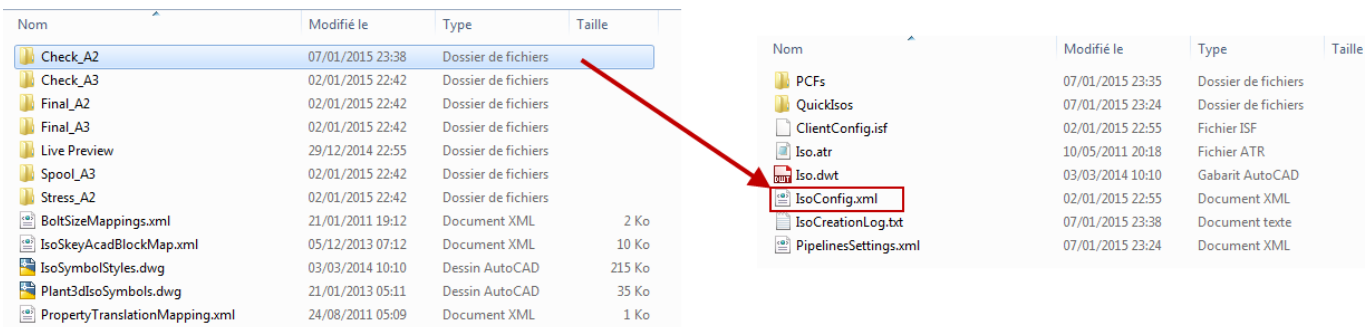 Nom Modifié le Type Taille
Check_A2 07/01/2015 23:38 Dossier de fichiers
Check_A3 02/01/2015 22:42 Dossier de fichiers
Final_A2 02/01/2015 22:42 Dossier de fichiers
Final_A3 02/01/2015 22:42 Dossier de fichiers
Live Preview 29/12/2014 22:55 Dossier de fichiers
Spool_A3 02/01/2015 22:42 Dossier de fichiers
Stress_A2 02/01/2015 22:42 Dossier de fichiers
BoltSizeMappings.xml 21/01/2011 19:12 Document XML 2 Ko
IsoSkeyAcadBlockMap.xml 05/12/2013 07:12 Document XML 10 Ko
IsoSymbolStyles.dwg 03/03/2014 10:10 Dessin AutoCAD 215 Ko
Plant3dIsoSymbols.dwg 21/01/2013 05:11 Dessin AutoCAD 35 Ko
PropertyTranslationMapping.xml 24/08/2011 05:09 Document XML 1 Ko
Nom Modifié le Type Taille
PCFs 07/01/2015 23:35 Dossier de fichiers
QuickIsos 07/01/2015 23:24 Dossier de fichiers
ClientConfig.isf 02/01/2015 22:55 Fichier ISF
Iso.atr 10/05/2011 20:18 Fichier ATR
DWT Iso.dwt 03/03/2014 10:10 Gabarit AutoCAD
IsoConfig.xml 02/01/2015 22:55 Document XML
IsoCreationLog.txt 07/01/2015 23:38 Document texte
PipelinesSettings.xml 07/01/2015 23:24 Document XML